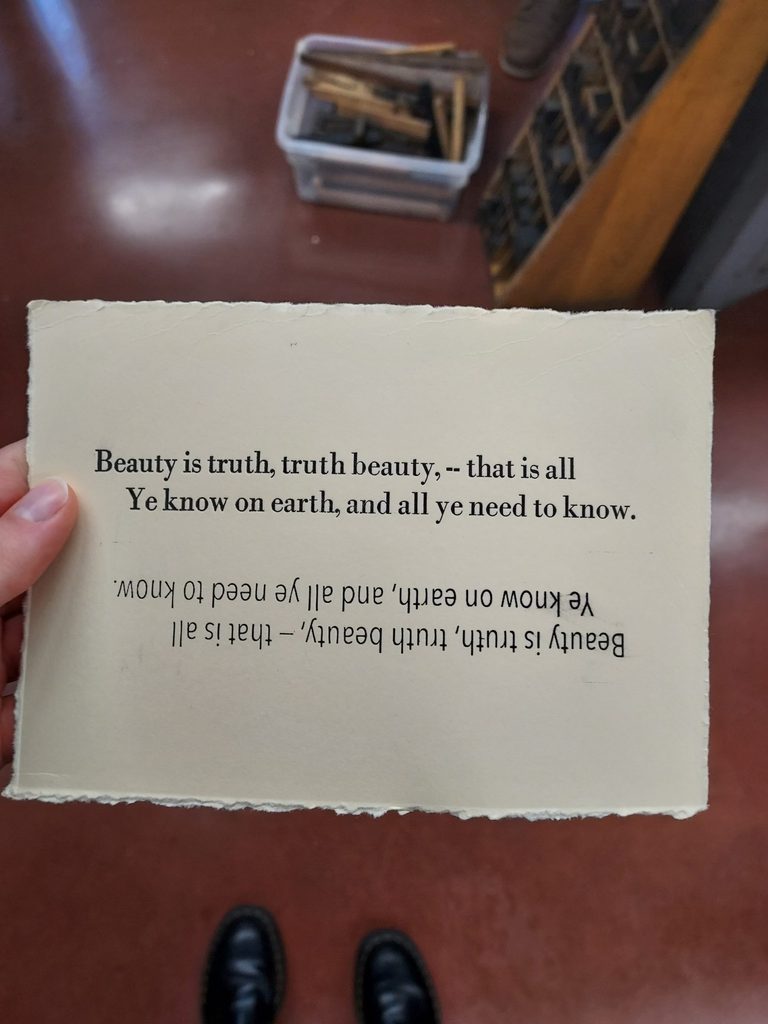 Beauty is truth, truth beauty, -- that is all
Ye know on earth, and all ye need to know.
Beauty is truth, truth beauty, – that is all
Ye know on earth, and all ye need to know.